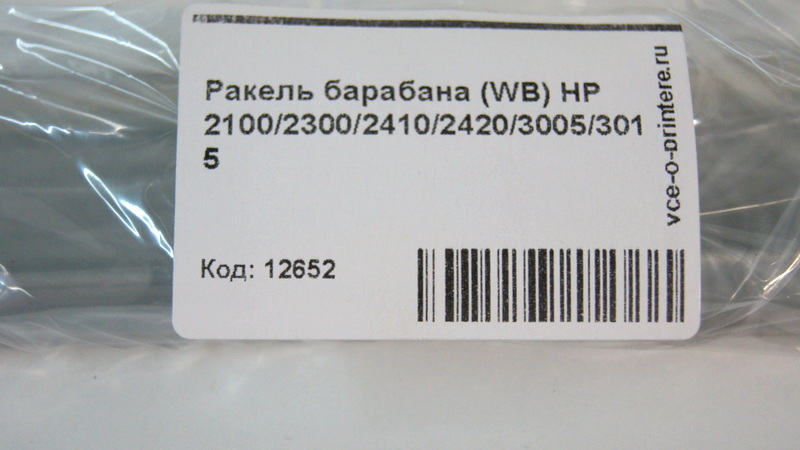 Ракель барабана (WB) HP
2100/2300/2410/2420/3005/301
5
Код: 12652
vce-o-printere.ru